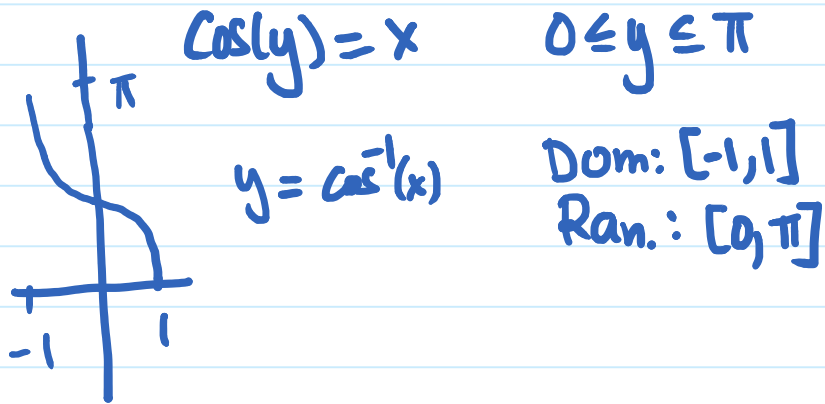 cos(y) = x 0 ≤ y ≤ π
π
y = cos⁻¹(x) Dom: [-1,1]
Ran.: [0,π]
-1 1